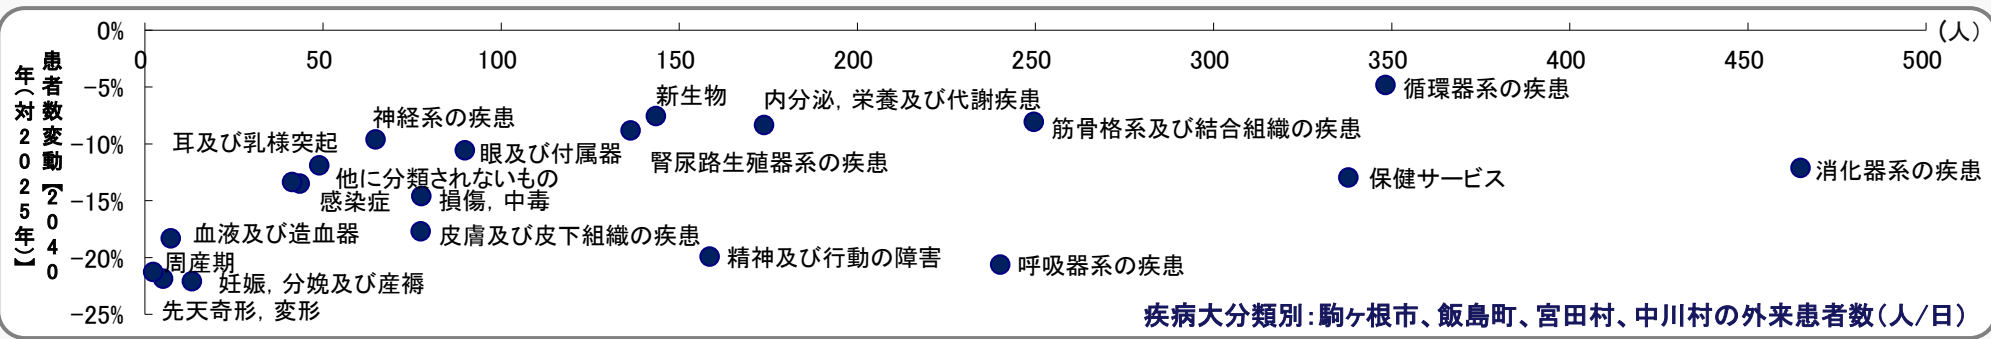 0%
(人)
0 50 100 150 200 250 300 350 400 450 500
患者数変動【2040
年(対2025年)】
-5%
-10%
-15%
-20%
-25%
循環器系の疾患
新生物
内分泌, 栄養及び代謝疾患
神経系の疾患
筋骨格系及び結合組織の疾患
耳及び乳様突起
眼及び付属器
腎尿路生殖器系の疾患
消化器系の疾患
他に分類されないもの
保健サービス
感染症
損傷, 中毒
血液及び造血器
皮膚及び皮下組織の疾患
精神及び行動の障害
周産期
呼吸器系の疾患
妊娠, 分娩及び産褥
先天奇形, 変形
疾病大分類別:駒ヶ根市、飯島町、宮田村、中川村の外来患者数(人/日)